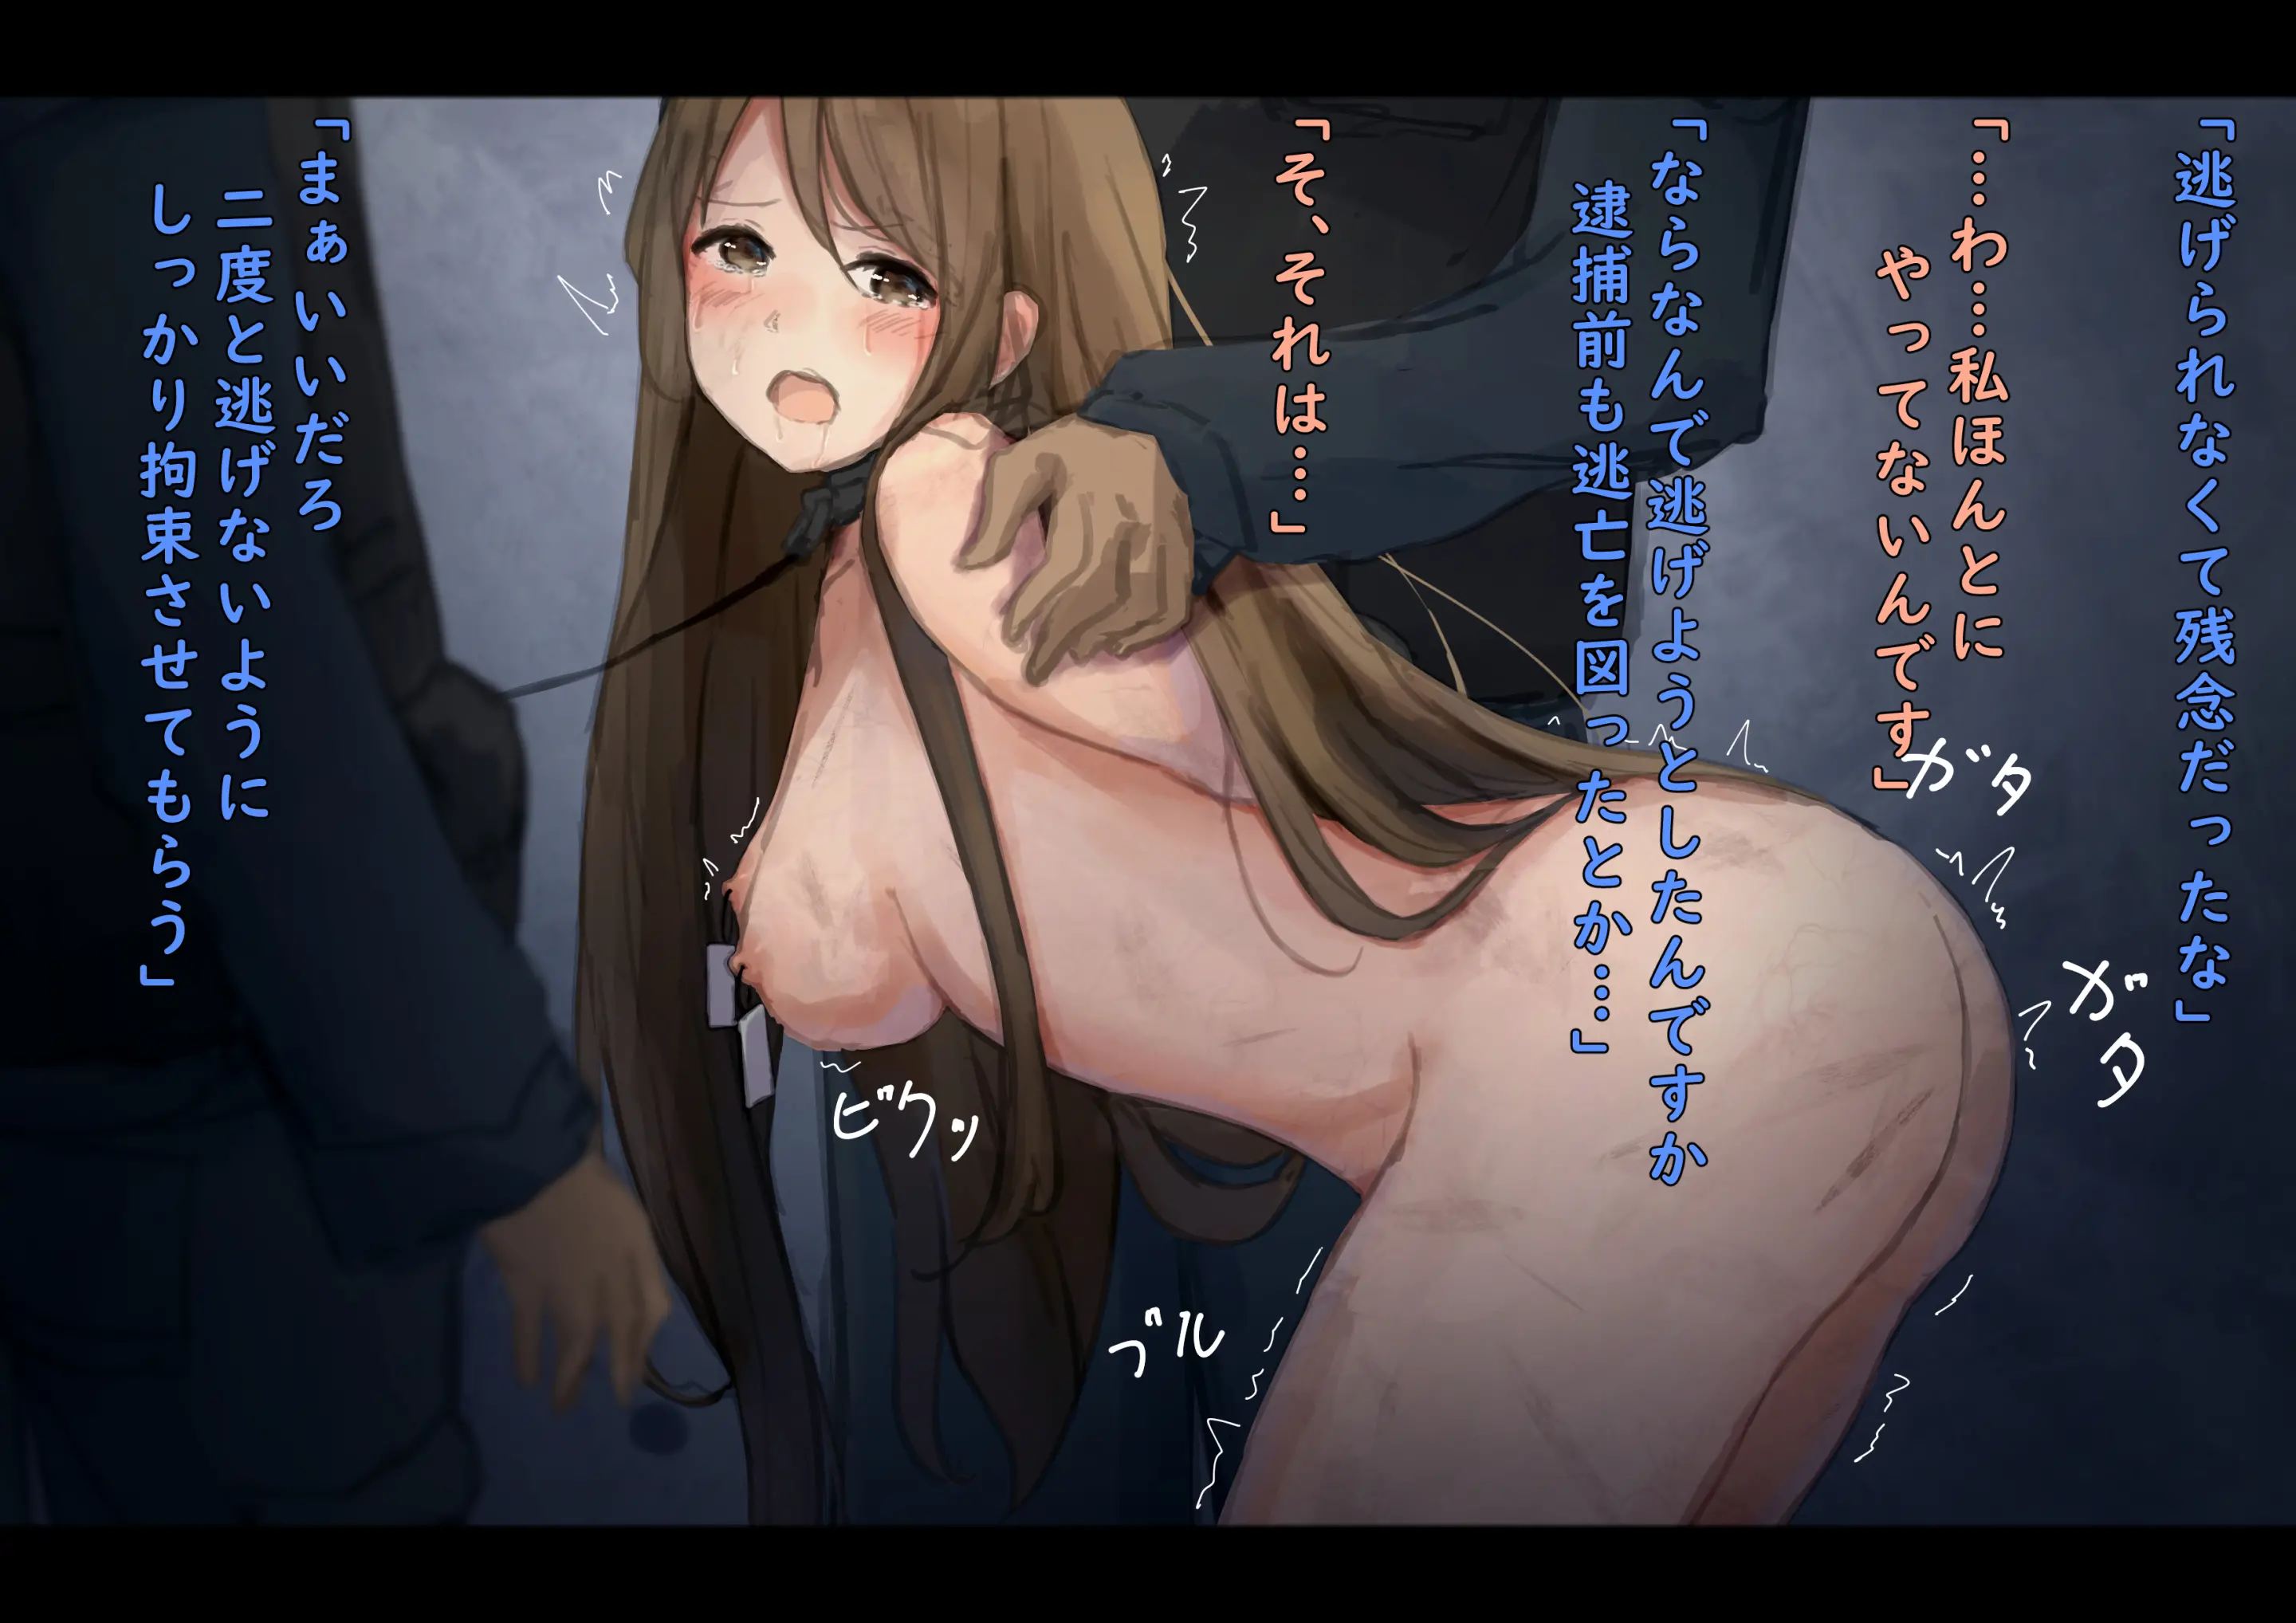 「逃げられなくて残念だったな」
「…わ…私ほんとに
やってないんです」
「ならなんで逃げようとしたんですか
逮捕前も逃亡を図ったとか…」
「そ、それは…」
「まぁいいだろ
二度と逃げないように
しっかり拘束させてもらう」
ガタ
ガタ
ビクッ
ブル